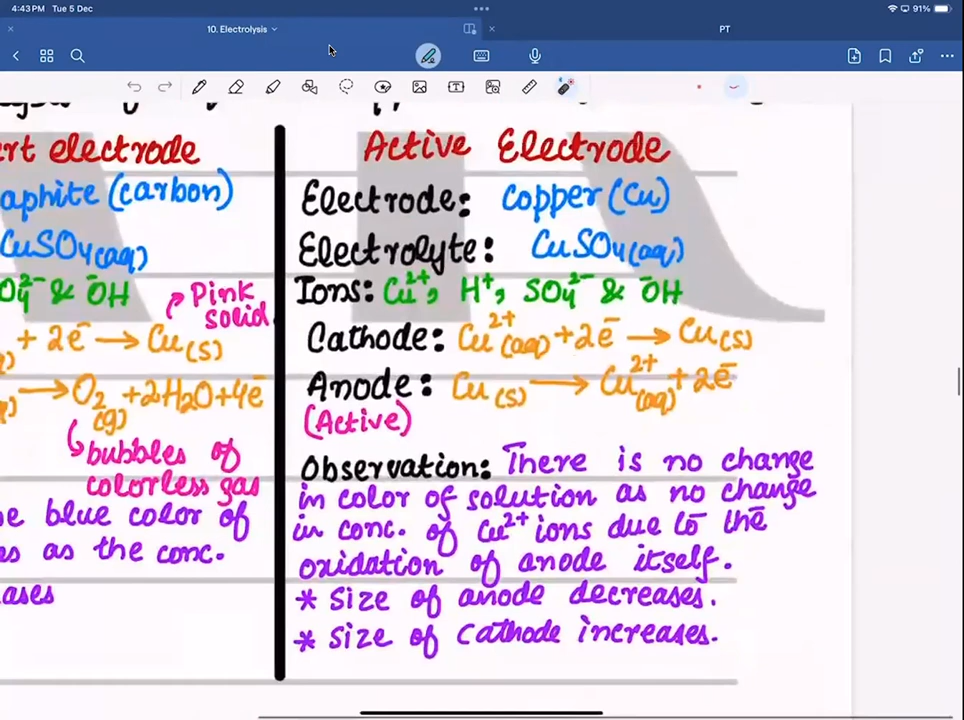 4:43 PM Tue 5 Dec
91%
10. Electrolysis
PT
ert electrode
aphite (carbon)
CuSO4(aq)
O4²⁻ & OH⁻
Pink
solid
+ 2e⁻ → Cu(s)
→ O2(g) + 2H2O + 4e⁻
bubbles of
colorless gas
e blue color of
es as the conc.
ases
Active Electrode
Electrode: Copper (Cu)
Electrolyte: CuSO4(aq)
Ions: Cu²⁺, H⁺, SO4²⁻ & OH⁻
Cathode: Cu²⁺(aq) + 2e⁻ → Cu(s)
Anode: Cu(s) → Cu²⁺(aq) + 2e⁻
(Active)
Observation: There is no change
in color of solution as no change
in conc. of Cu²⁺ ions due to the
oxidation of anode itself.
* Size of anode decreases.
* Size of Cathode increases.